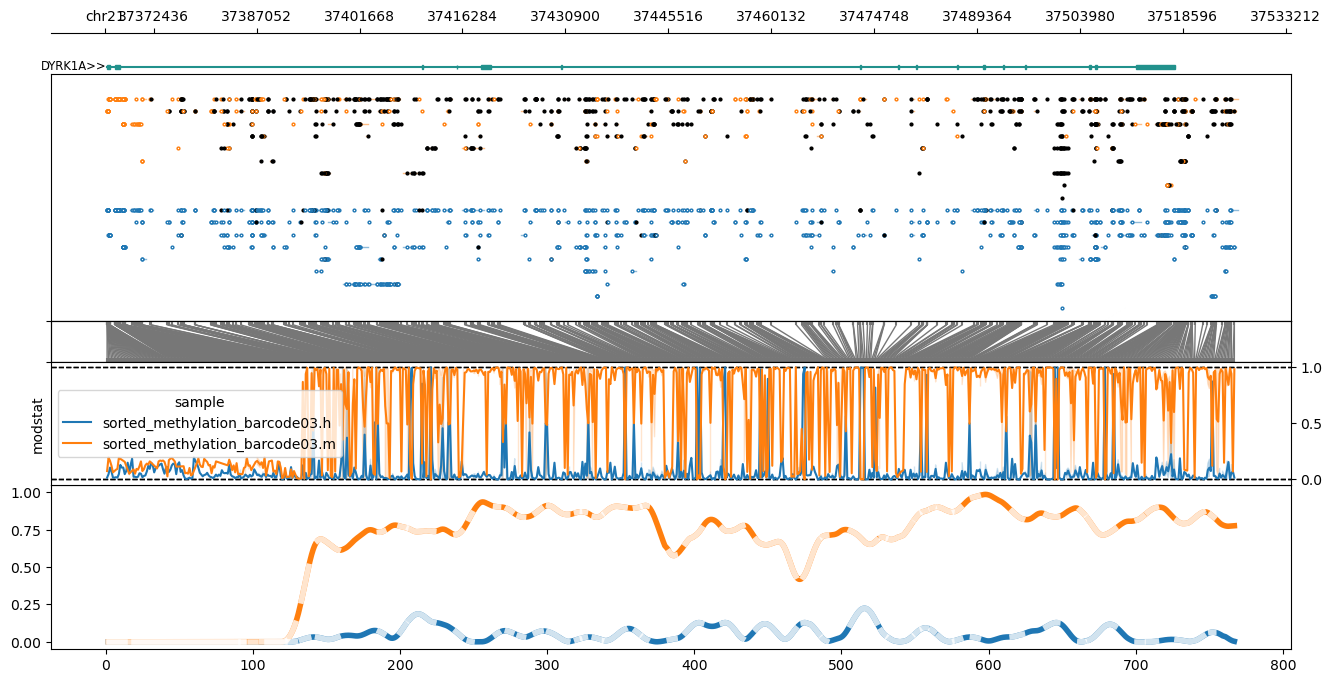 chr21 37372436 37387052 37401668 37416284 37430900 37445516 37460132 37474748 37489364 37503980 37518596 37533212
DYRK1A>>
modstat
sample
sorted_methylation_barcode03.h
sorted_methylation_barcode03.m
1.0
0.5
0.0
1.00
0.75
0.50
0.25
0.00
0 100 200 300 400 500 600 700 800